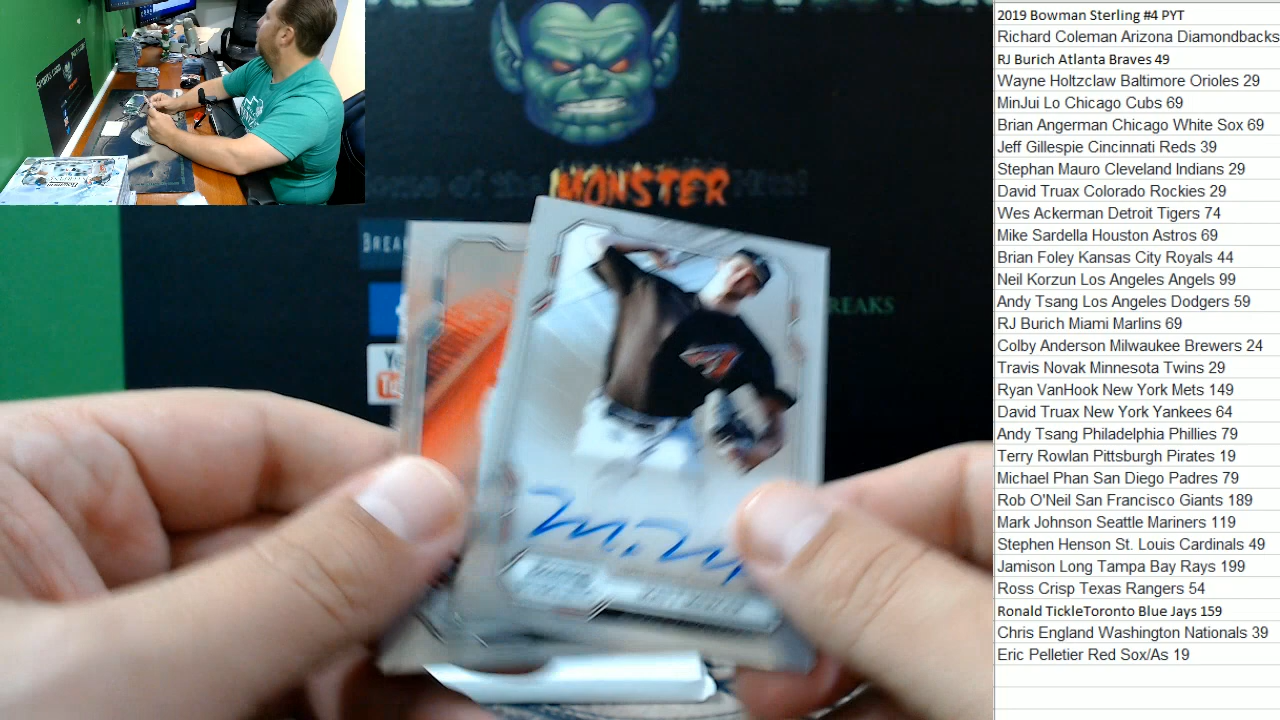 MONSTER
BREA
REAKS
2019 Bowman Sterling #4 PYT
Richard Coleman Arizona Diamondbacks
RJ Burich Atlanta Braves 49
Wayne Holtzclaw Baltimore Orioles 29
MinJui Lo Chicago Cubs 69
Brian Angerman Chicago White Sox 69
Jeff Gillespie Cincinnati Reds 39
Stephan Mauro Cleveland Indians 29
David Truax Colorado Rockies 29
Wes Ackerman Detroit Tigers 74
Mike Sardella Houston Astros 69
Brian Foley Kansas City Royals 44
Neil Korzun Los Angeles Angels 99
Andy Tsang Los Angeles Dodgers 59
RJ Burich Miami Marlins 69
Colby Anderson Milwaukee Brewers 24
Travis Novak Minnesota Twins 29
Ryan VanHook New York Mets 149
David Truax New York Yankees 64
Andy Tsang Philadelphia Phillies 79
Terry Rowlan Pittsburgh Pirates 19
Michael Phan San Diego Padres 79
Rob O'Neil San Francisco Giants 189
Mark Johnson Seattle Mariners 119
Stephen Henson St. Louis Cardinals 49
Jamison Long Tampa Bay Rays 199
Ross Crisp Texas Rangers 54
Ronald TickleToronto Blue Jays 159
Chris England Washington Nationals 39
Eric Pelletier Red Sox/As 19